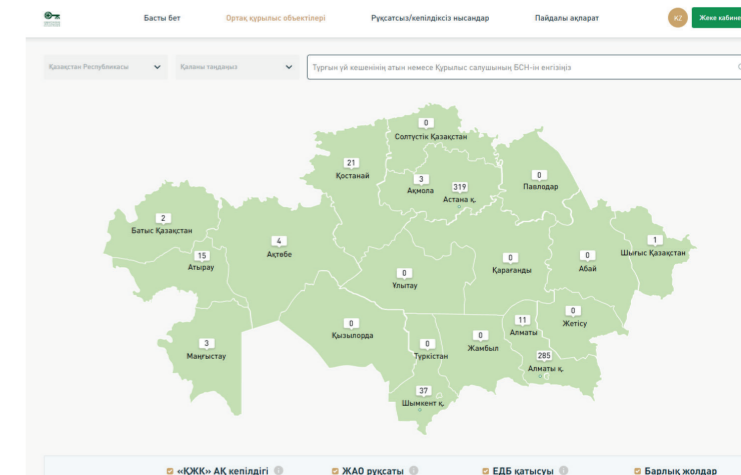 Басты бет
Ортақ құрылыс объектілері
Рұқсатсыз/кепілдіксіз нысандар
Пайдалы ақпарат
KZ
Жеке кабине
Қазақстан Республикасы
Қаланы таңдаңыз
Тұрғын үй кешенінің атын немесе Құрылыс салушының БСН-ін енгізіңіз
0
Солтүстік Қазақстан
21
Қостанай
3
Ақмола
319
Астана қ.
0
Павлодар
2
Батыс Қазақстан
4
Ақтөбе
15
Атырау
0
Ұлытау
0
Қарағанды
0
Абай
1
Шығыс Қазақстан
3
Маңғыстау
0
Қызылорда
0
Түркістан
0
Жамбыл
11
Алматы
0
Жетісу
285
Алматы қ.
37
Шымкент қ.
«ҚЖК» АҚ кепілдігі
ЖАО рұқсаты
ЕДБ қатысуы
Барлық жолдар